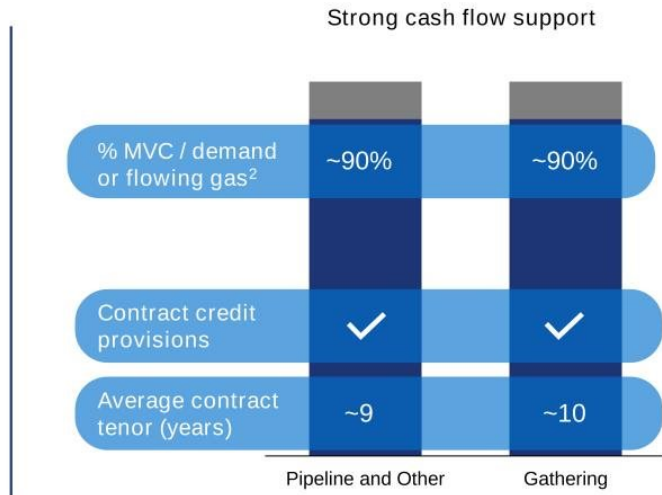 Strong cash flow support
% MVC / demand
or flowing gas²
~90%
~90%
Contract credit
provisions
Average contract
tenor (years)
~9
~10
Pipeline and Other
Gathering